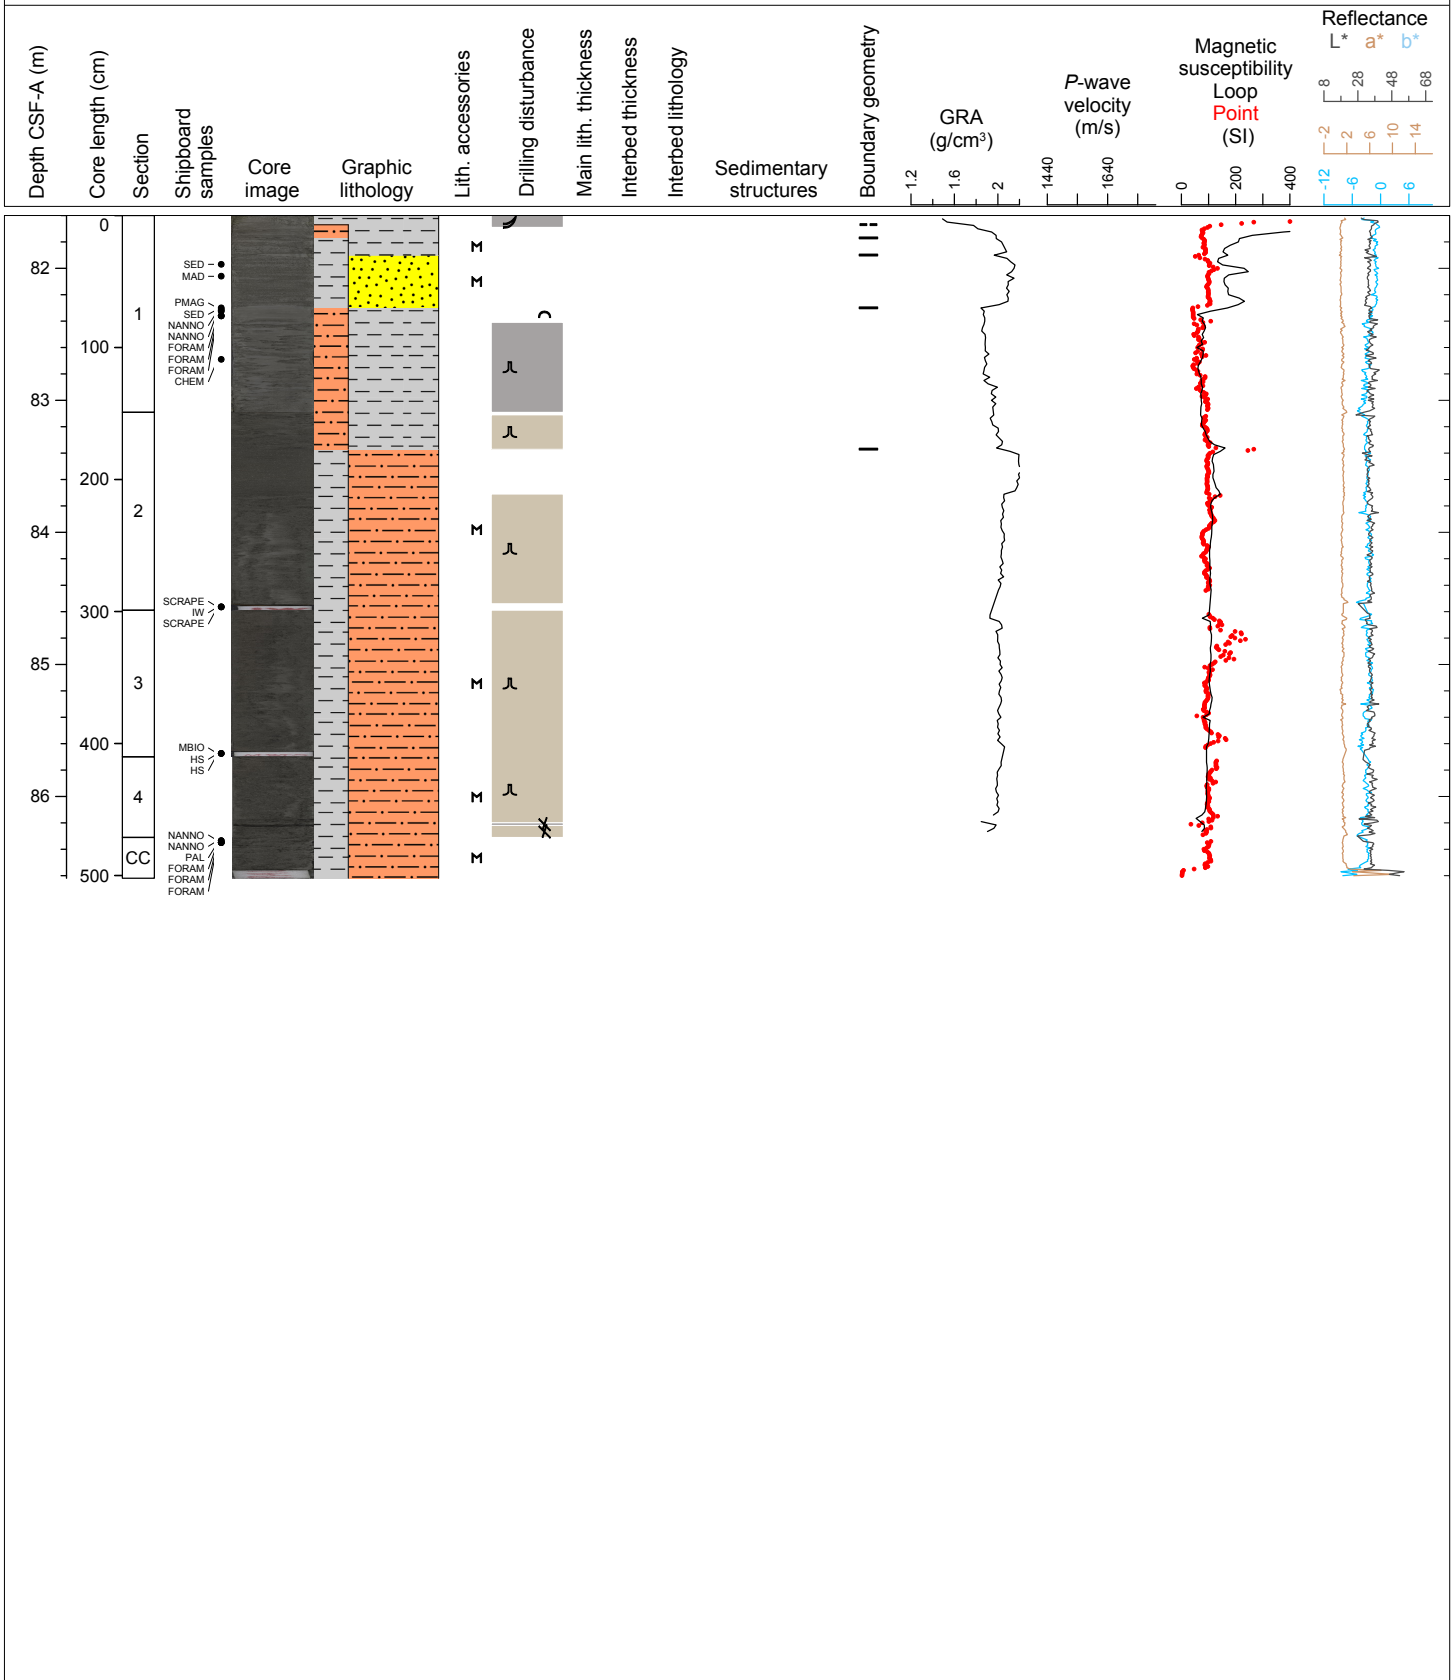 Depth CSF-A (m)
Core length (cm)
Section
Shipboard
samples
Core
image
Graphic
lithology
Lith. accessories
Drilling disturbance
Main lith. thickness
Interbed thickness
Interbed lithology
Sedimentary
structures
Boundary geometry
GRA
(g/cm³)
1.2 1.6 2
P-wave
velocity
(m/s)
1440 1640
Magnetic
susceptibility
Loop
Point
(SI)
0 200 400
Reflectance
L* a* b*
8 28 48 68
-2 2 6 10 14
-12 -6 0 6
82
83
84
85
86
0
100
200
300
400
500
1
2
3
4
CC
SED
MAD
PMAG
SED
NANNO
NANNO
FORAM
FORAM
FORAM
CHEM
SCRAPE
IW
SCRAPE
MBIO
HS
HS
NANNO
NANNO
PAL
FORAM
FORAM
FORAM
M
M
M
M
M
M